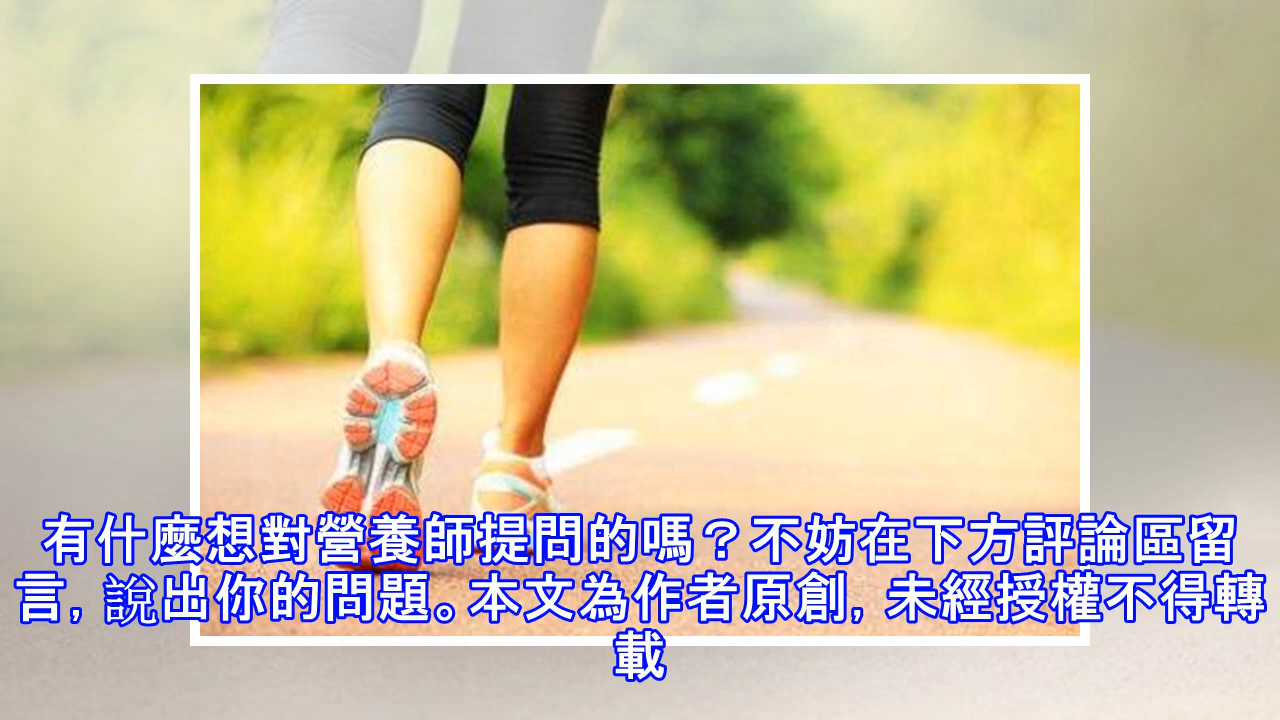 有什麼想對營養師提問的嗎？不妨在下方評論區留
言，說出你的問題。本文為作者原創，未經授權不得轉
載